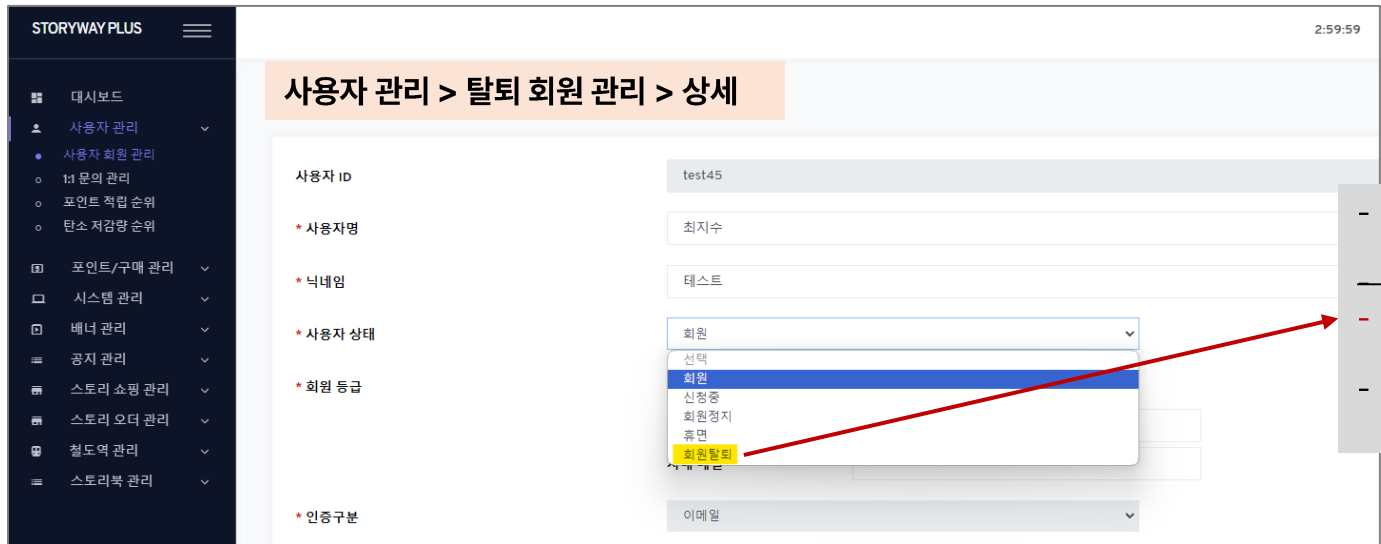 STORYWAY PLUS
2:59:59
사용자 관리 > 탈퇴 회원 관리 > 상세
대시보드
사용자 관리
사용자 회원 관리
1:1 문의 관리
포인트 적립 순위
탄소 저감량 순위
포인트/구매 관리
시스템 관리
배너 관리
공지 관리
스토리 쇼핑 관리
스토리 오더 관리
철도역 관리
스토리북 관리
사용자 ID
test45
* 사용자명
최지수
* 닉네임
테스트
* 사용자 상태
회원
선택
회원
신청중
회원정지
휴면
회원탈퇴
* 회원 등급
* 인증구분
이메일
-
-
-
-